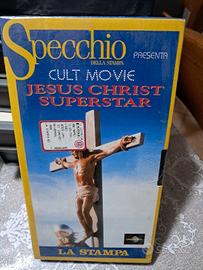 Specchio
DELLA STAMPA
PRESENTA
CULT MOVIE
JESUS CHRIST
SUPERSTAR
LA STAMPA